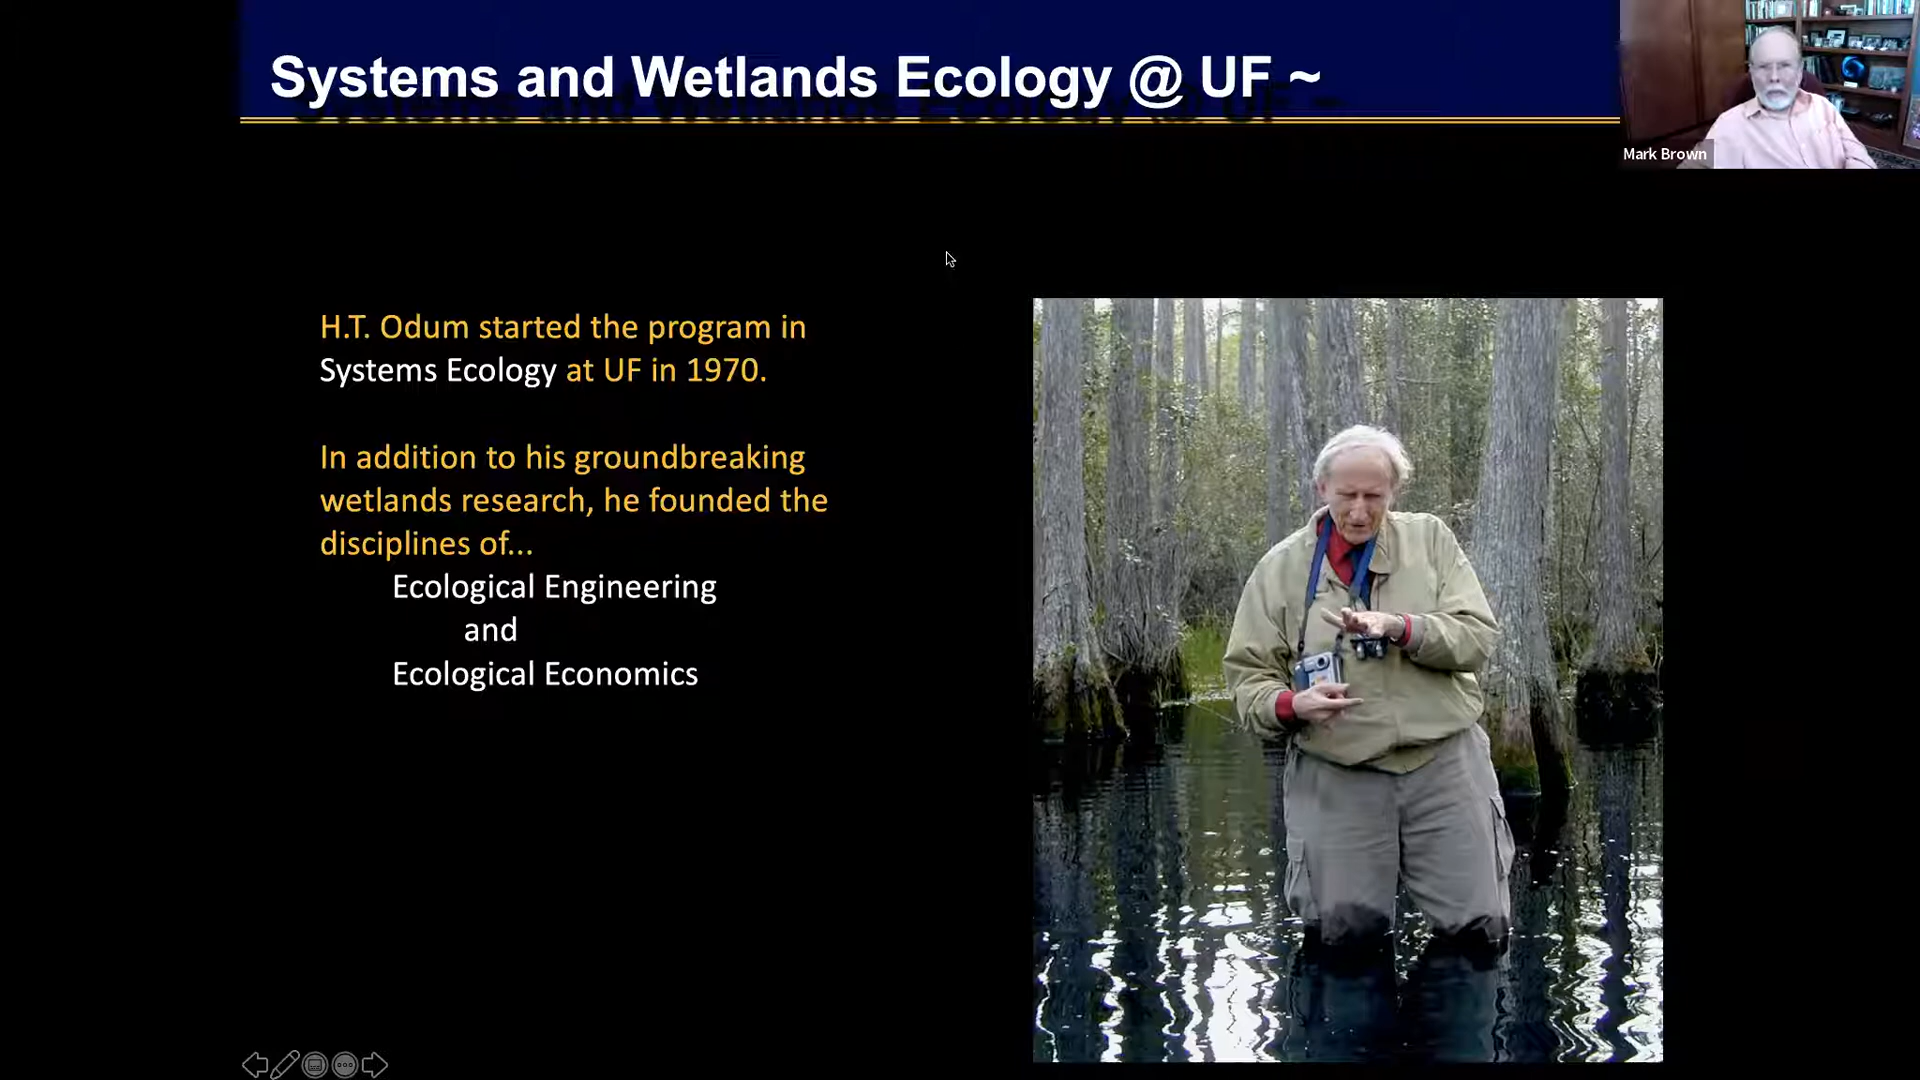 Systems and Wetlands Ecology @ UF ~
Mark Brown
H.T. Odum started the program in
Systems Ecology at UF in 1970.
In addition to his groundbreaking
wetlands research, he founded the
disciplines of...
Ecological Engineering
and
Ecological Economics